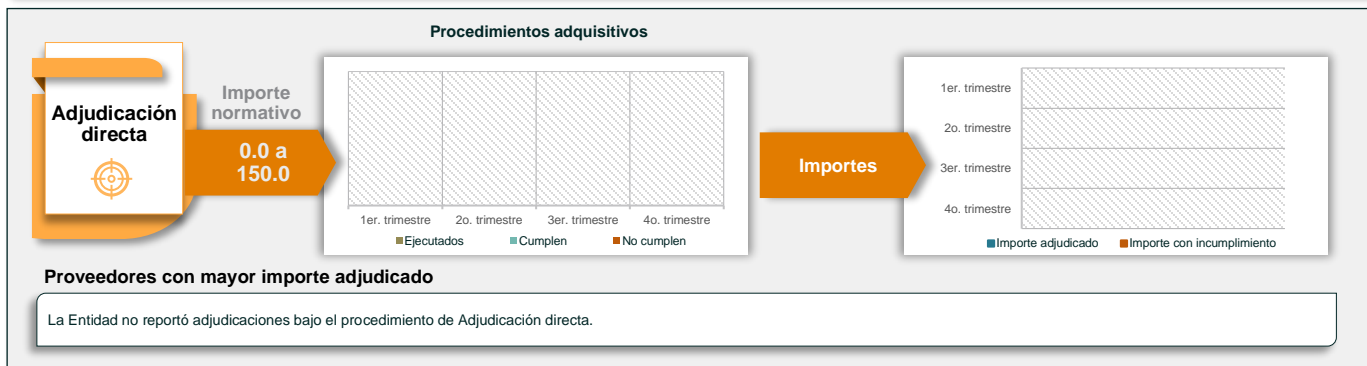 Procedimientos adquisitivos
Adjudicación
directa
Importe
normativo
0.0 a
150.0
1er. trimestre
2o. trimestre
3er. trimestre
4o. trimestre
Ejecutados
Cumplen
No cumplen
Importes
1er. trimestre
2o. trimestre
3er. trimestre
4o. trimestre
Importe adjudicado
Importe con incumplimiento
Proveedores con mayor importe adjudicado
La Entidad no reportó adjudicaciones bajo el procedimiento de Adjudicación directa.